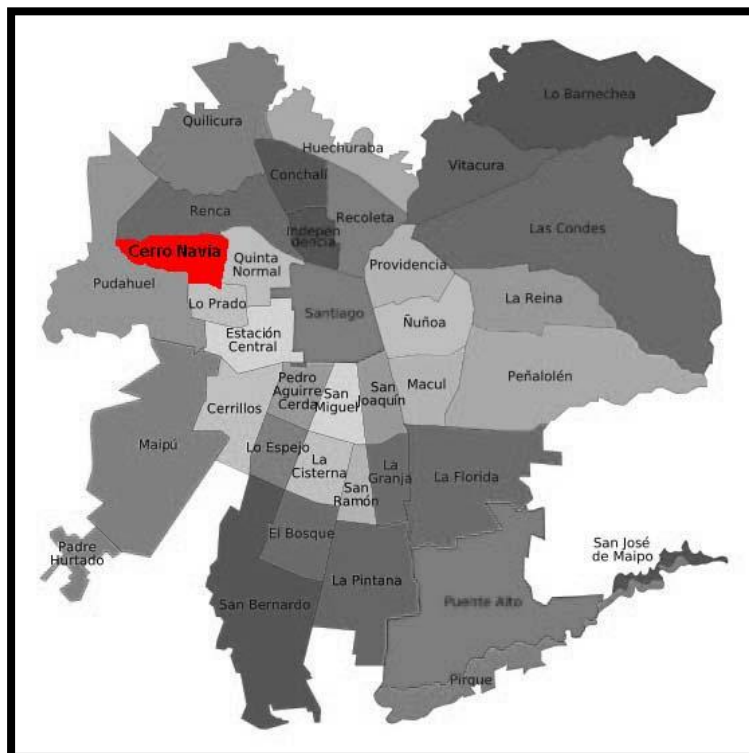 Lo Barnechea
Quilicura
Huechuraba
Vitacura
Conchalí
Renca
Recoleta
Indepen
dencia
Las Condes
Cerro Navia
Quinta
Normal
Providencia
Pudahuel
Lo Prado
La Reina
Santiago
Ñuñoa
Estación
Central
Peñalolén
Pedro
Aguirre
Cerda
San
Miguel
San
Joaquín
Macul
Cerrillos
Maipú
Lo Espejo
La
Cisterna
La
Granja
La Florida
San
Ramón
El Bosque
Padre
Hurtado
San José
de Maipo
La Pintana
San Bernardo
Puente Alto
Pirque